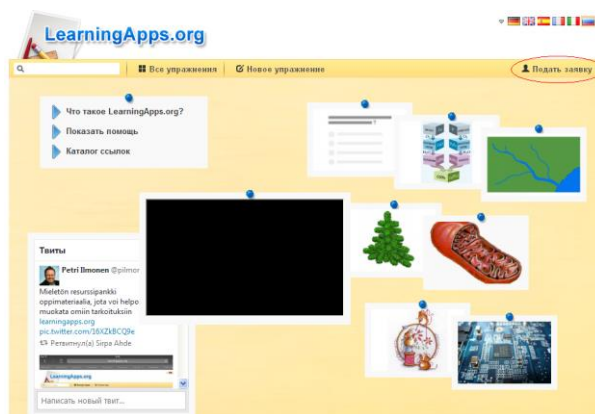 LearningApps.org
Все упражнения
Новое упражнение
Подать заявку
Что такое LearningApps.org?
Показать помощь
Каталог ссылок
Твиты
Petri Ilmonen @pilmor
Mieletön resurssipankki
oppimateriaalia, jota voi helpo
muokata omiin tarkoituksiin
learningapps.org
pic.twitter.com/16XZkBCQ9e
Ретвитнул(а) Sirpa Ahde
LearningApps.org
Написать новый твит...